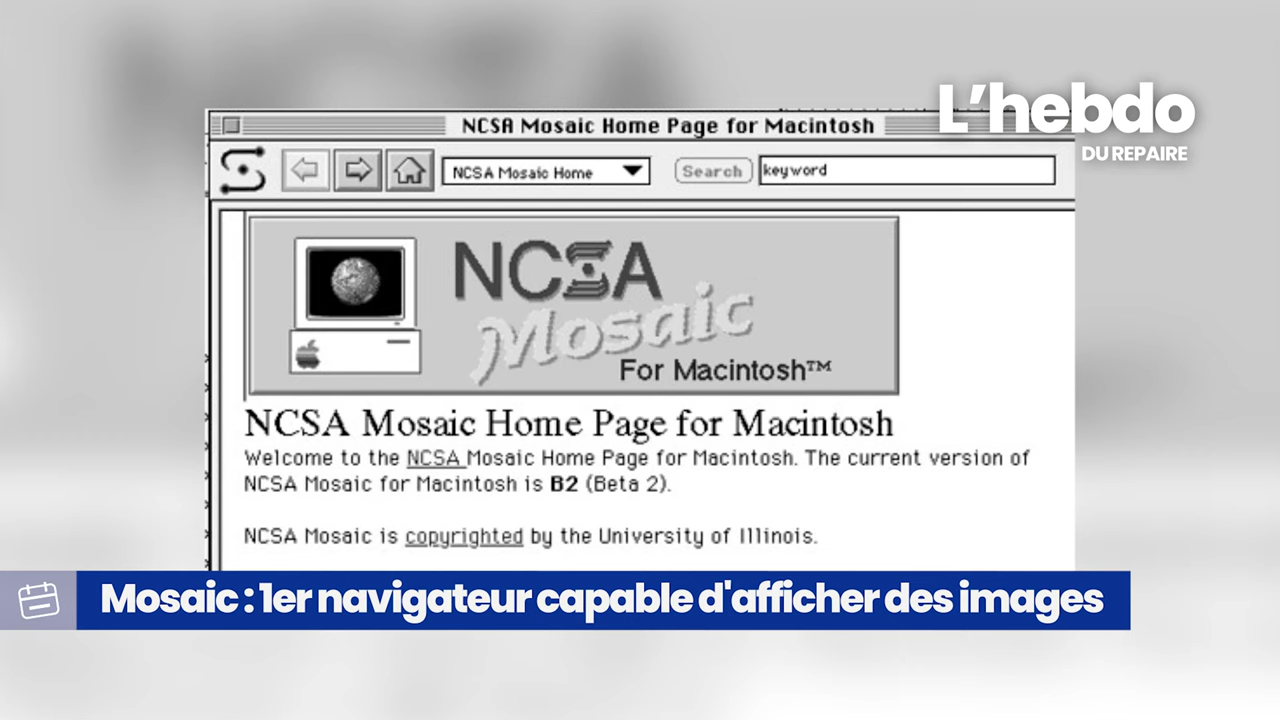 L'hebdo
DU REPAIRE
NCSA Mosaic Home Page for Macintosh
NCSA Mosaic Home
Search
keyword
NCSA
Mosaic
For Macintosh™
NCSA Mosaic Home Page for Macintosh
Welcome to the NCSA Mosaic Home Page for Macintosh. The current version of
NCSA Mosaic for Macintosh is B2 (Beta 2).
NCSA Mosaic is copyrighted by the University of Illinois.
Mosaic : 1er navigateur capable d'afficher des images